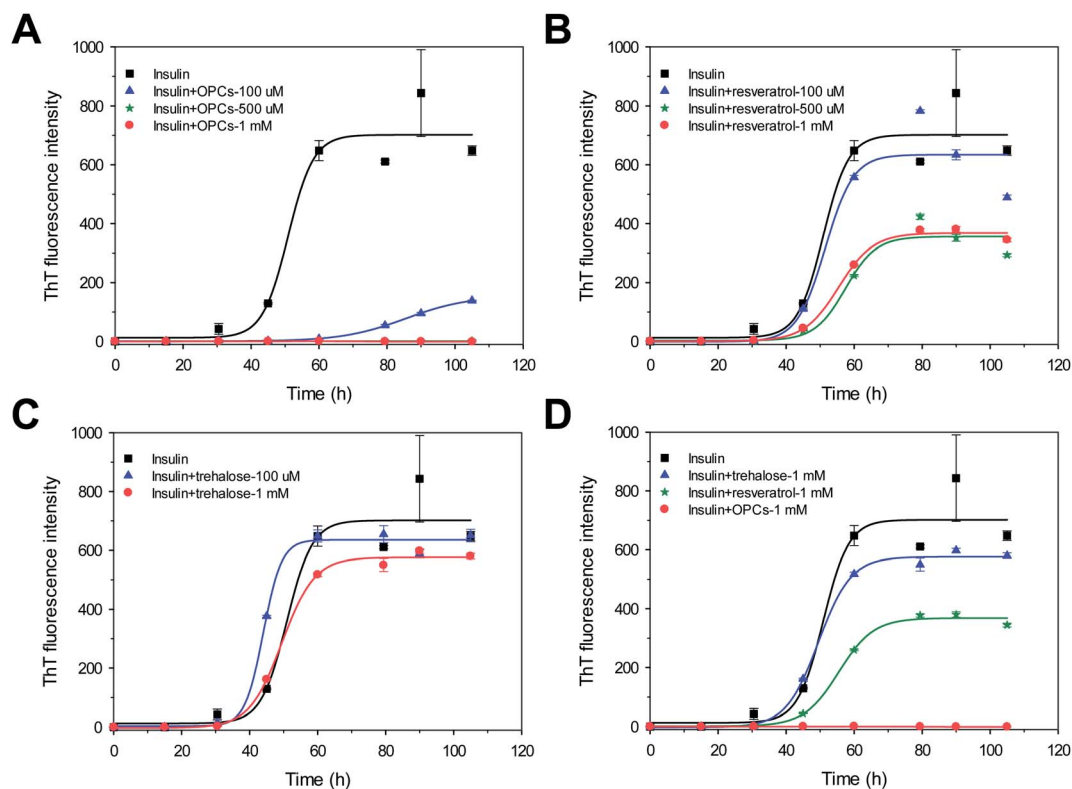 A
1000
800
600
400
200
0
0 20 40 60 80 100 120
ThT fluorescence intensity
Time (h)
Insulin
Insulin+OPCs-100 uM
Insulin+OPCs-500 uM
Insulin+OPCs-1 mM
B
1000
800
600
400
200
0
0 20 40 60 80 100 120
ThT fluorescence intensity
Time (h)
Insulin
Insulin+resveratrol-100 uM
Insulin+resveratrol-500 uM
Insulin+resveratrol-1 mM
C
1000
800
600
400
200
0
0 20 40 60 80 100 120
ThT fluorescence intensity
Time (h)
Insulin
Insulin+trehalose-100 uM
Insulin+trehalose-1 mM
D
1000
800
600
400
200
0
0 20 40 60 80 100 120
ThT fluorescence intensity
Time (h)
Insulin
Insulin+trehalose-1 mM
Insulin+resveratrol-1 mM
Insulin+OPCs-1 mM